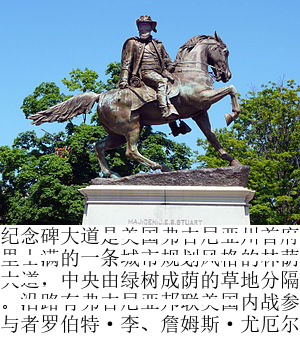 MAJ. GEN. J.E.B. STUART
纪念碑大道是美国弗吉尼亚州首府
里士满的一条城市规划风格的林荫
大道，中央由绿树成荫的草地分隔
。沿路有弗吉尼亚邦联美国内战参
与者罗伯特·李、詹姆斯·尤厄尔